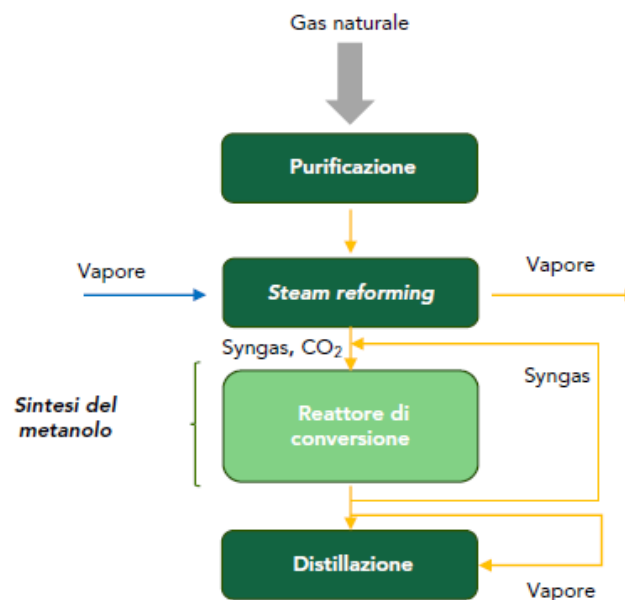 Gas naturale
Purificazione
Vapore
Steam reforming
Vapore
Syngas, CO₂
Syngas
Sintesi del
metanolo
Reattore di
conversione
Distillazione
Vapore